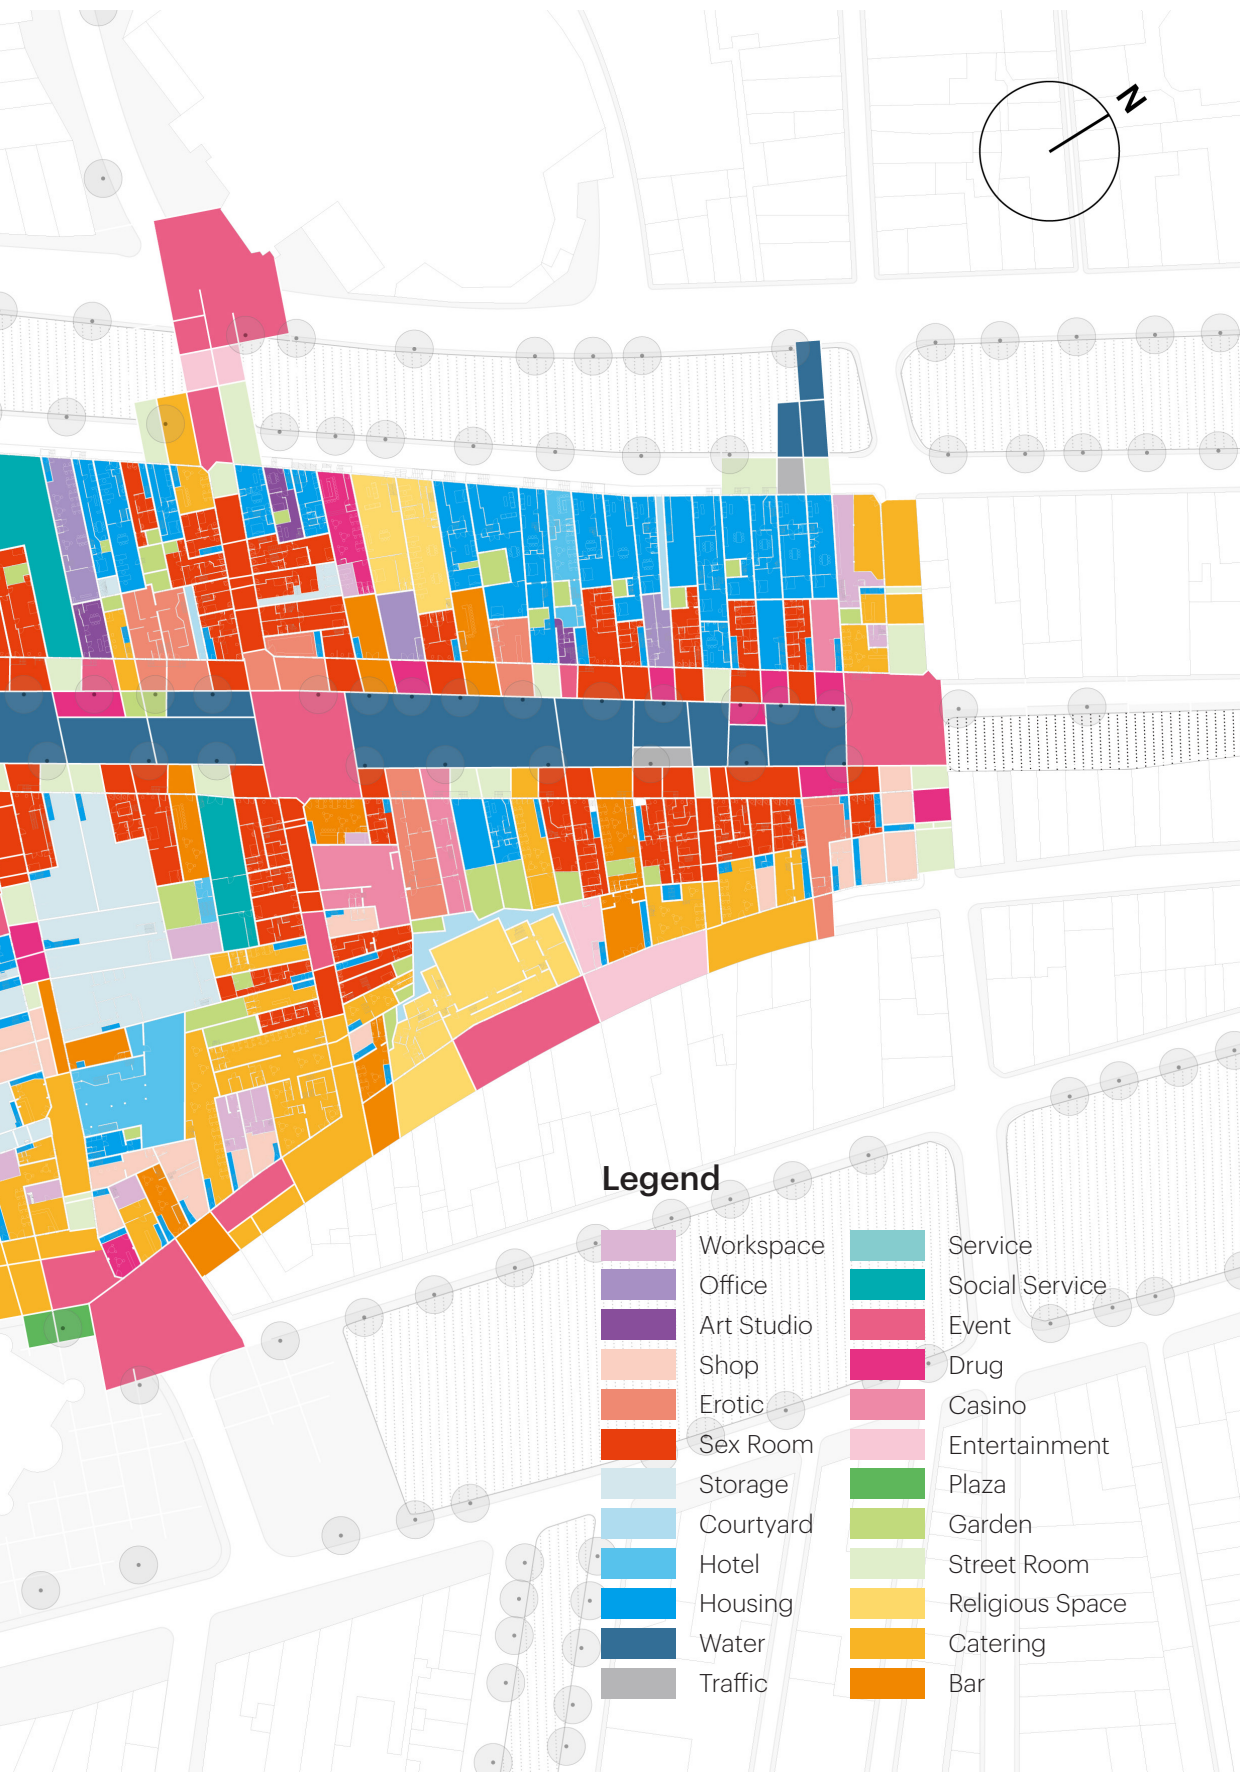 N
Legend
Workspace
Office
Art Studio
Shop
Erotic
Sex Room
Storage
Courtyard
Hotel
Housing
Water
Traffic
Service
Social Service
Event
Drug
Casino
Entertainment
Plaza
Garden
Street Room
Religious Space
Catering
Bar